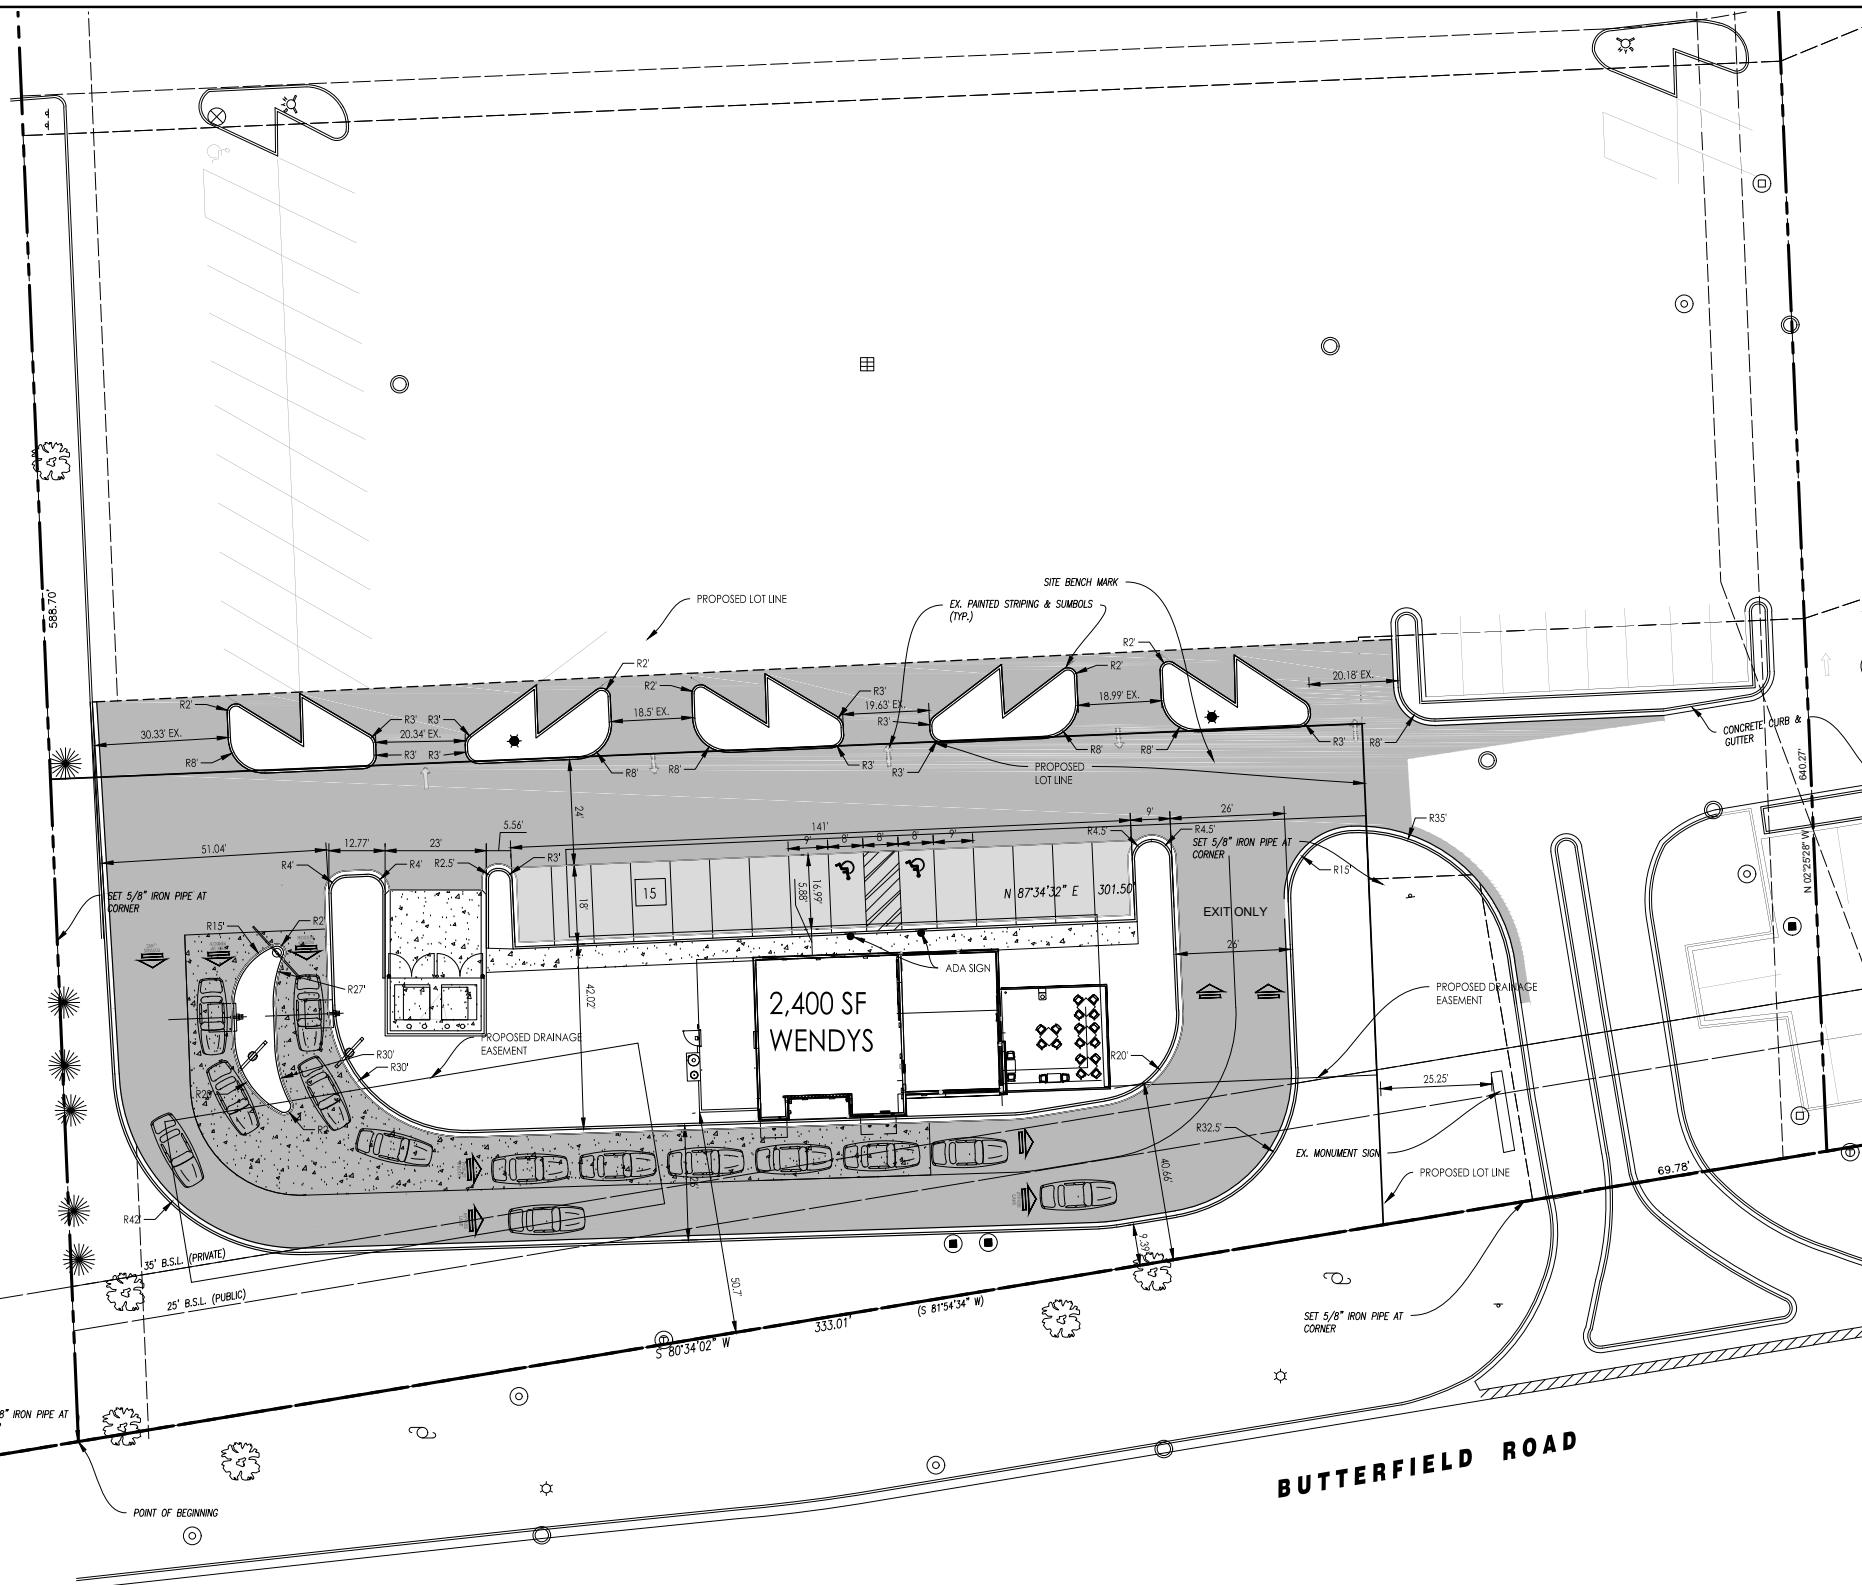 588.70'
PROPOSED LOT LINE
SITE BENCH MARK
EX. PAINTED STRIPING & SUMBOLS
(TYP.)
R2'
R2'
R2'
R2'
R2'
R3'
R3'
R3'
R3'
R3'
R3'
R3'
R3'
R3'
R3'
30.33' EX.
20.34' EX.
18.5' EX.
19.63' EX.
18.99' EX.
20.18' EX.
R8'
R8'
R8'
R8'
R8'
R8'
CONCRETE CURB &
GUTTER
640.27'
N 02°25'28" W
PROPOSED
LOT LINE
24'
5.56'
141'
9'
26'
R35'
51.04'
12.77'
23'
9'
8'
8'
8'
9'
R4.5'
R4.5'
R4'
R4'
R2.5'
R3'
SET 5/8" IRON PIPE AT
CORNER
R15'
SET 5/8" IRON PIPE AT
CORNER
15
18'
16.99'
5.88'
N 87°34'32" E
301.50'
EXIT ONLY
26'
R15'
R2'
R27'
ADA SIGN
42.02'
2,400 SF
WENDYS
PROPOSED DRAINAGE
EASEMENT
PROPOSED DRAINAGE
EASEMENT
R30'
R30'
R20'
25.25'
R32.5'
EX. MONUMENT SIGN
PROPOSED LOT LINE
69.78'
40.66'
26'
R42'
35' B.S.L. (PRIVATE)
25' B.S.L. (PUBLIC)
9.39'
50.7'
333.01'
(S 81°54'34" W)
S 80°34'02" W
SET 5/8" IRON PIPE AT
CORNER
8" IRON PIPE AT
POINT OF BEGINNING
BUTTERFIELD ROAD